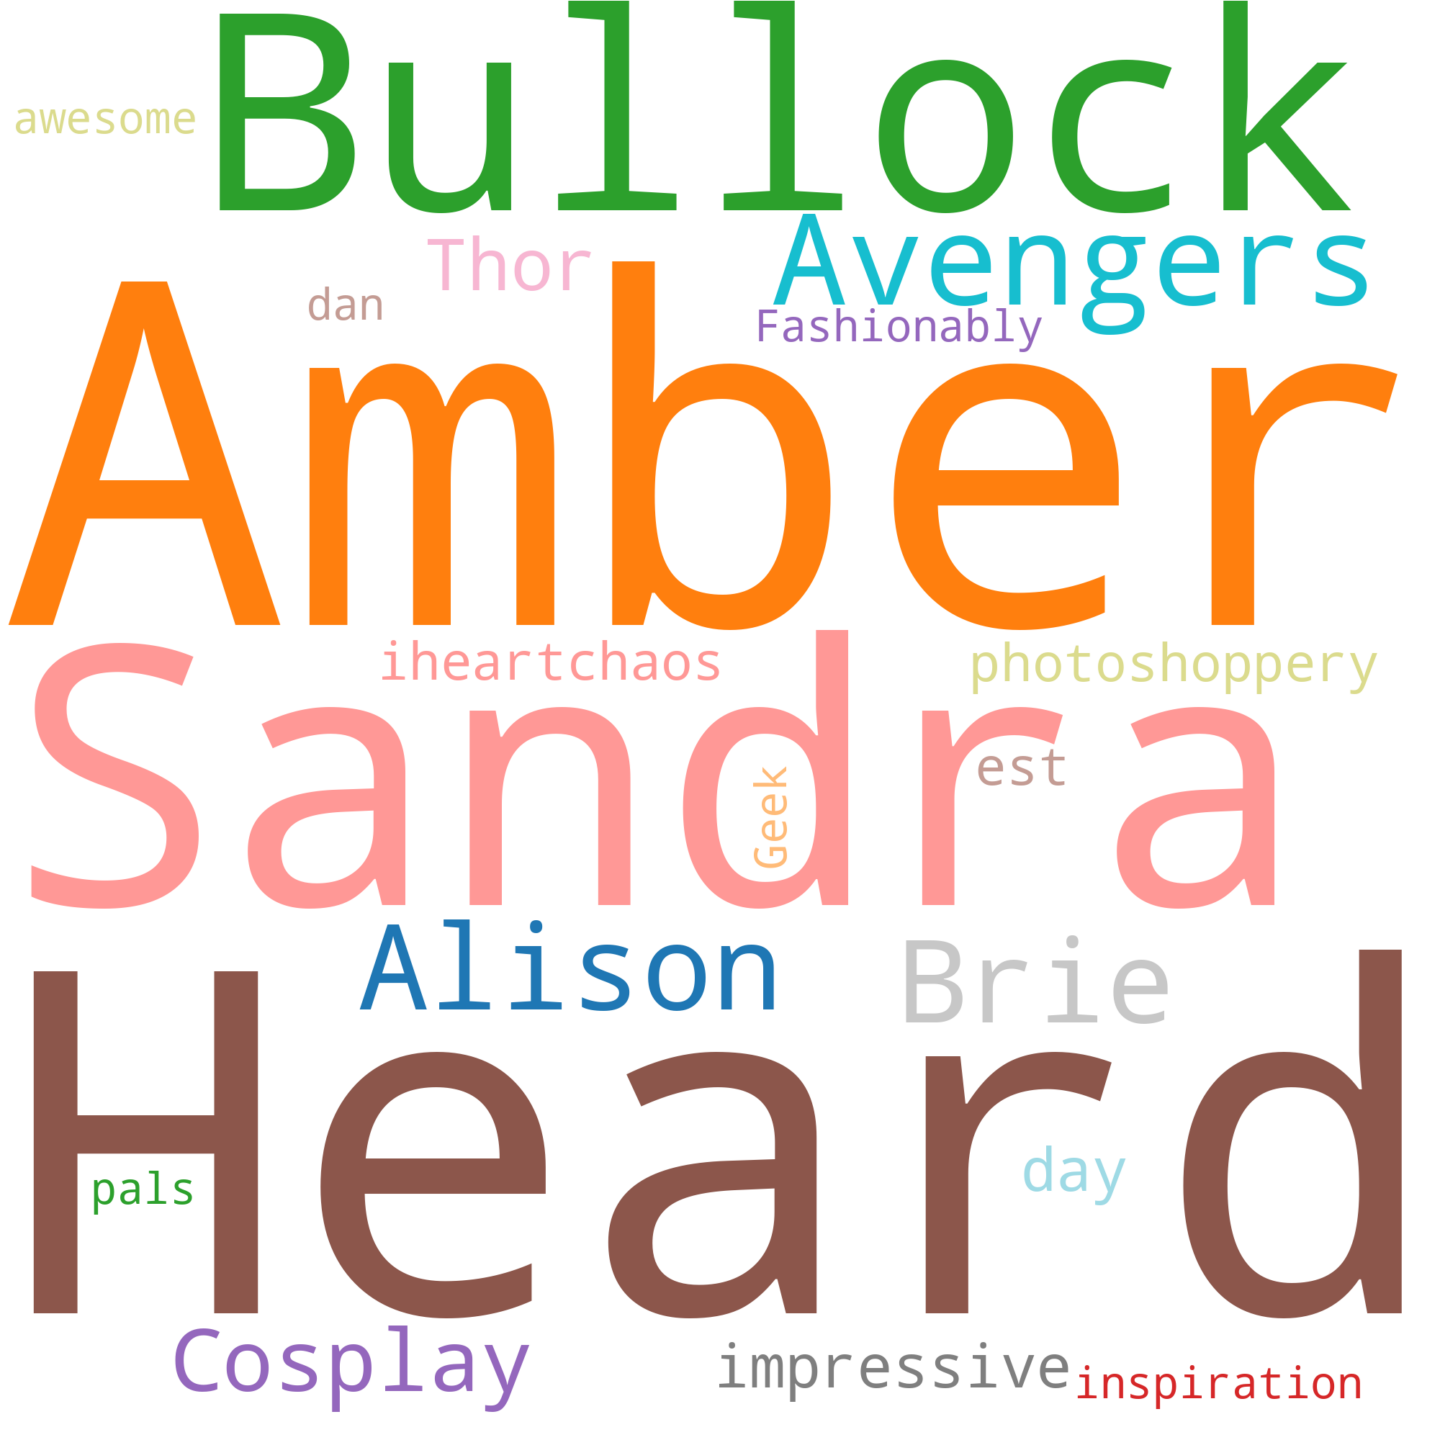 Bullock
awesome
Avengers
Thor
dan
Fashionably
Amber
iheartchaos
photoshoppery
Sandra
est
Geek
Alison
Brie
Heard
day
pals
Cosplay
impressive
inspiration